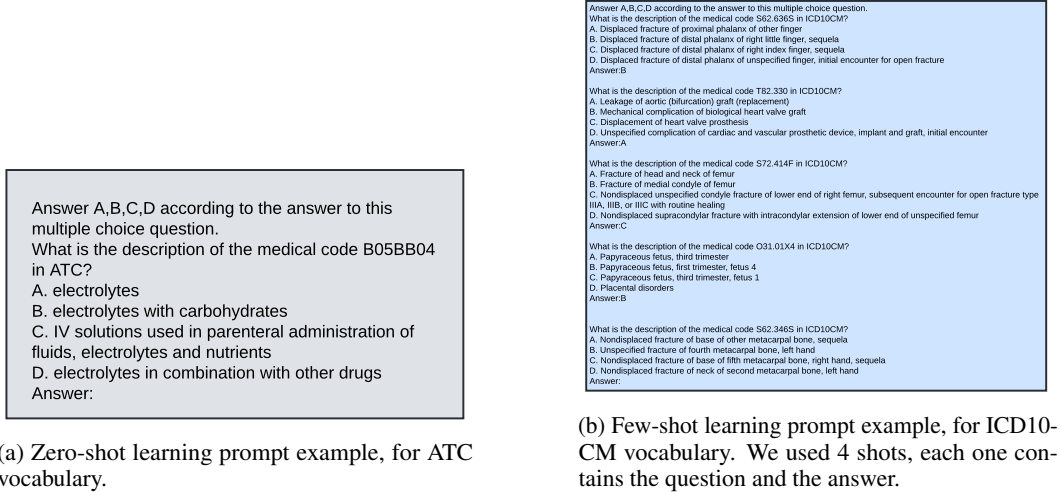 Answer A,B,C,D according to the answer to this
multiple choice question.
What is the description of the medical code B05BB04
in ATC?
A. electrolytes
B. electrolytes with carbohydrates
C. IV solutions used in parenteral administration of
fluids, electrolytes and nutrients
D. electrolytes in combination with other drugs
Answer:
(a) Zero-shot learning prompt example, for ATC
vocabulary.
Answer A,B,C,D according to the answer to this multiple choice question.
What is the description of the medical code S62.636S in ICD10CM?
A. Displaced fracture of proximal phalanx of other finger
B. Displaced fracture of distal phalanx of right little finger, sequela
C. Displaced fracture of distal phalanx of right index finger, sequela
D. Displaced fracture of distal phalanx of unspecified finger, initial encounter for open fracture
Answer:B
What is the description of the medical code T82.330 in ICD10CM?
A. Leakage of aortic (bifurcation) graft (replacement)
B. Mechanical complication of biological heart valve graft
C. Displacement of heart valve prosthesis
D. Unspecified complication of cardiac and vascular prosthetic device, implant and graft, initial encounter
Answer:A
What is the description of the medical code S72.414F in ICD10CM?
A. Fracture of head and neck of femur
B. Fracture of medial condyle of femur
C. Nondisplaced unspecified condyle fracture of lower end of right femur, subsequent encounter for open fracture type
IIIA, IIIB, or IIIC with routine healing
D. Nondisplaced supracondylar fracture with intracondylar extension of lower end of unspecified femur
Answer:C
What is the description of the medical code O31.01X4 in ICD10CM?
A. Papyraceous fetus, third trimester
B. Papyraceous fetus, first trimester, fetus 4
C. Papyraceous fetus, third trimester, fetus 1
D. Placental disorders
Answer:B
What is the description of the medical code S62.346S in ICD10CM?
A. Nondisplaced fracture of base of other metacarpal bone, sequela
B. Unspecified fracture of fourth metacarpal bone, left hand
C. Nondisplaced fracture of base of fifth metacarpal bone, right hand, sequela
D. Nondisplaced fracture of neck of second metacarpal bone, left hand
Answer:
(b) Few-shot learning prompt example, for ICD10-
CM vocabulary. We used 4 shots, each one con-
tains the question and the answer.